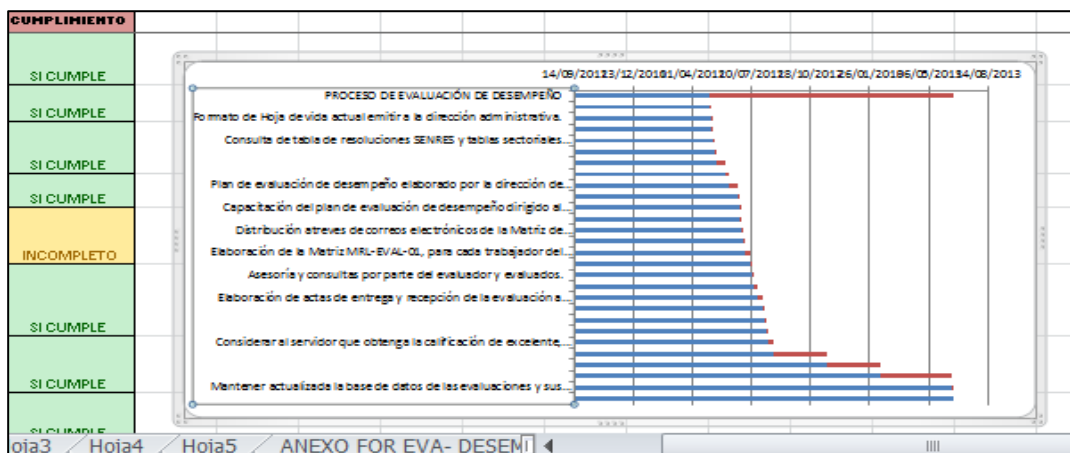 CUMPLIMIENTO
SI CUMPLE
SI CUMPLE
SI CUMPLE
SI CUMPLE
INCOMPLETO
SI CUMPLE
SI CUMPLE
SI CUMPLE
PROCESO DE EVALUACIÓN DE DESEMPEÑO
Formato de Hoja de vida actual emitir a la dirección administrativa.
Consulta de tabla de resoluciones SENRES y tablas sectoriales...
Plan de evaluación de desempeño elaborado por la dirección de...
Capacitación del plan de evaluación de desempeño dirigido al...
Distribución atreves de correos electrónicos de la Matriz de...
Elaboración de la Matriz MRL-EVAL-01, para cada trabajador del...
Asesoría y consultas por parte del evaluador y evaluados.
Elaboración de actas de entrega y recepción de la evaluación a...
Considerar al servidor que obtenga la calificación de excelente,...
Mantener actualizada la base de datos de las evaluaciones y sus...
oja3 Hoja4 Hoja5 ANEXO FOR EVA- DESEM